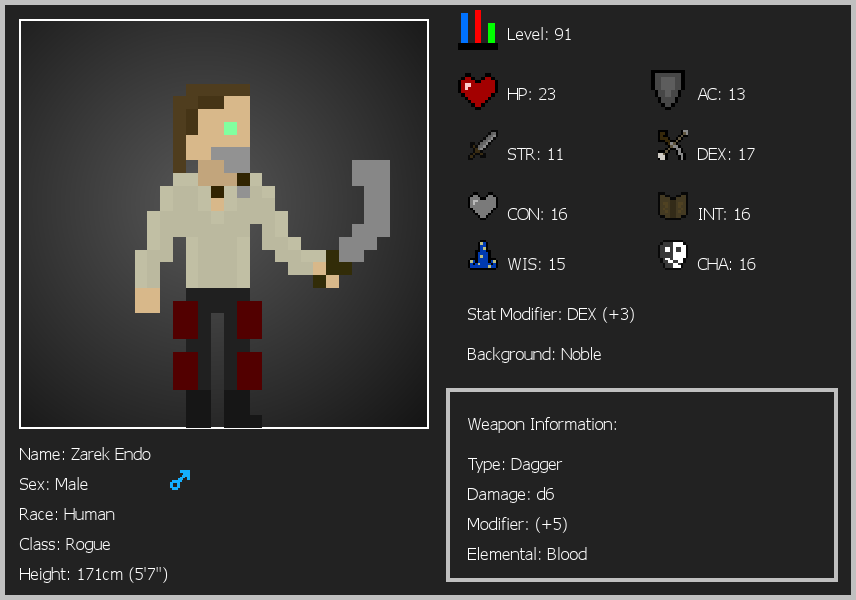 Level: 91
HP: 23
AC: 13
STR: 11
DEX: 17
CON: 16
INT: 16
WIS: 15
CHA: 16
Stat Modifier: DEX (+3)
Background: Noble
Weapon Information:
Type: Dagger
Damage: d6
Modifier: (+5)
Elemental: Blood
Name: Zarek Endo
Sex: Male
Race: Human
Class: Rogue
Height: 171cm (5'7")